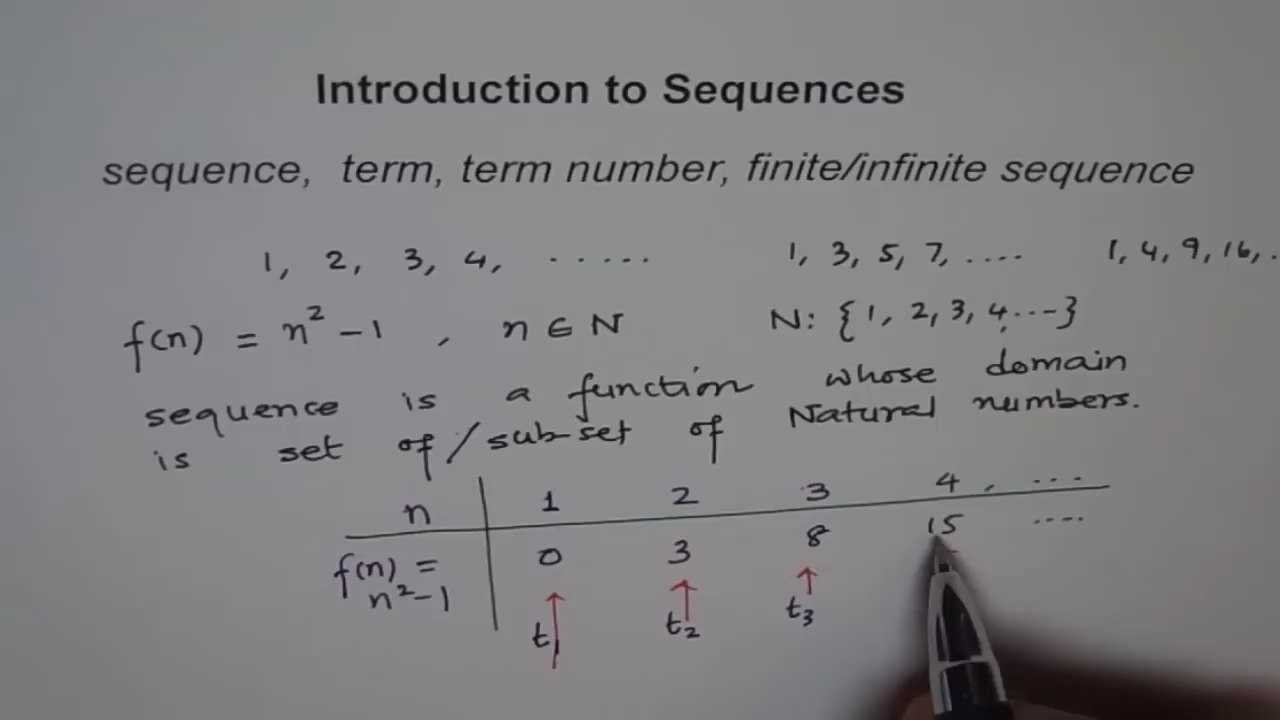 Introduction to Sequences
sequence, term, term number, finite/infinite sequence
1, 2, 3, 4, ...... 1, 3, 5, 7, .... 1, 4, 9, 16, .
f(n) = n² - 1 , n ∈ N N: {1, 2, 3, 4, ...}
sequence is a function whose domain
is set of / subset of Natural numbers.
n 1 2 3 4, ...
f(n) = n² - 1 0 3 8 15 ....
t₁ t₂ t₃